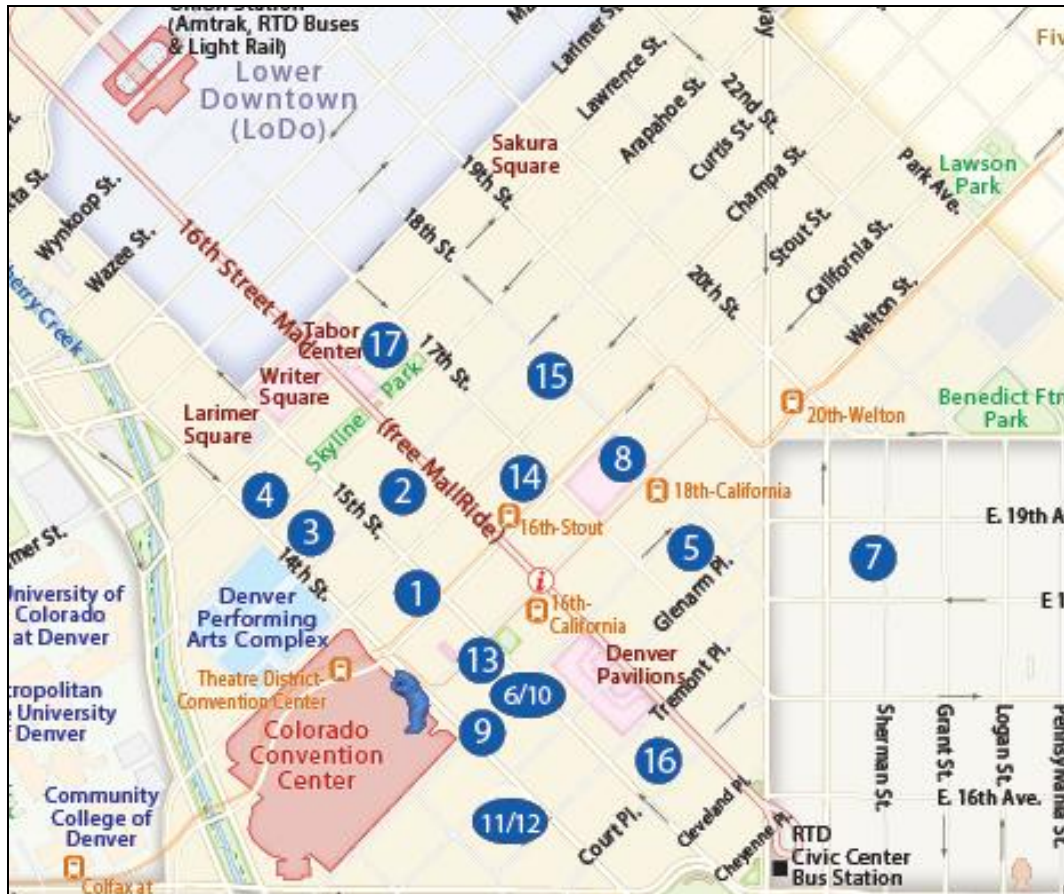 (Amtrak, RTD Buses
& Light Rail)
Lower
Downtown
(LoDo)
Larimer St.
Lawrence St.
Arapahoe St.
22nd St.
Curtis St.
Champa St.
Stout St.
California St.
Welton St.
Park Ave.
Lawson
Park
Sakura
Square
19th St.
18th St.
20th St.
Wynkoop St.
Wazee St.
16th Street Mall
(free MallRide)
Tabor
Center
17
17th St.
15
Writer
Square
Skyline
Park
Larimer
Square
20th-Welton
Benedict Ftn
Park
4
3
2
14
8
18th-California
15th St.
16th-Stout
E. 19th A
14th St.
5
7
Glenarm Pl.
University of
Colorado
at Denver
Denver
Performing
Arts Complex
1
i
16th-
California
E 1
13
6/10
Denver
Pavilions
Tremont Pl.
Theatre District-
Convention Center
9
Colorado
Convention
Center
16
Sherman St.
Grant St.
Logan St.
Pennsylvania St.
Community
College of
Denver
11/12
Court Pl.
Cleveland Pl.
Cheyenne Pl.
E. 16th Ave.
RTD
Civic Center
Bus Station
Colfax at